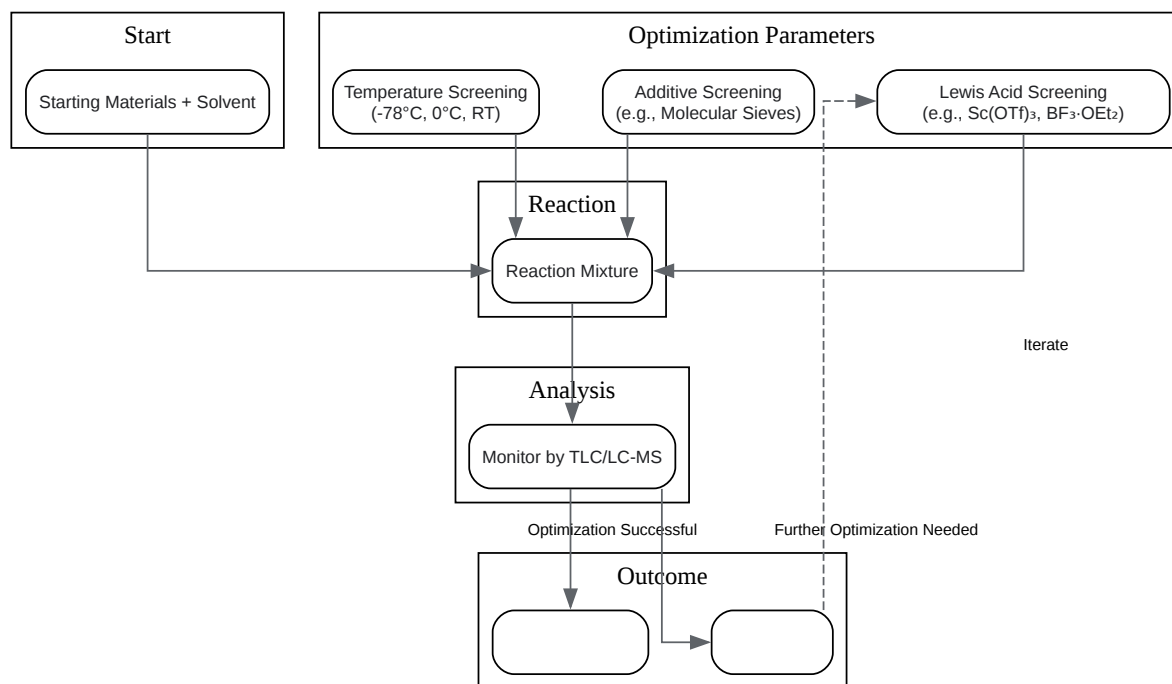 Start
Optimization Parameters
Starting Materials + Solvent
Temperature Screening
(-78°C, 0°C, RT)
Additive Screening
(e.g., Molecular Sieves)
Lewis Acid Screening
(e.g., Sc(OTf)₃, BF₃·OEt₂)
Reaction
Reaction Mixture
Iterate
Analysis
Monitor by TLC/LC-MS
Optimization Successful
Further Optimization Needed
Outcome